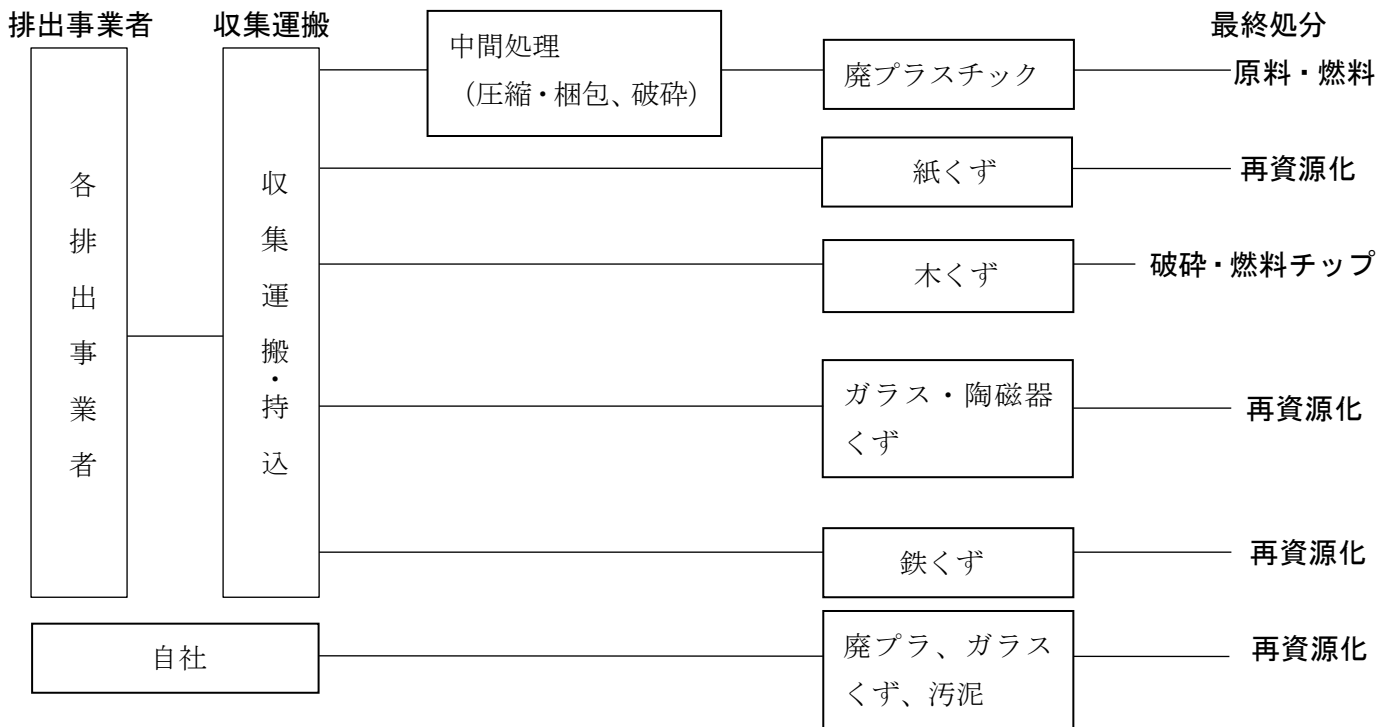 排出事業者
収集運搬
最終処分
各排出事業者
収集運搬・持込
中間処理
（圧縮・梱包、破砕）
廃プラスチック
原料・燃料
紙くず
再資源化
木くず
破砕・燃料チップ
ガラス・陶磁器
くず
再資源化
鉄くず
再資源化
自社
廃プラ、ガラス
くず、汚泥
再資源化